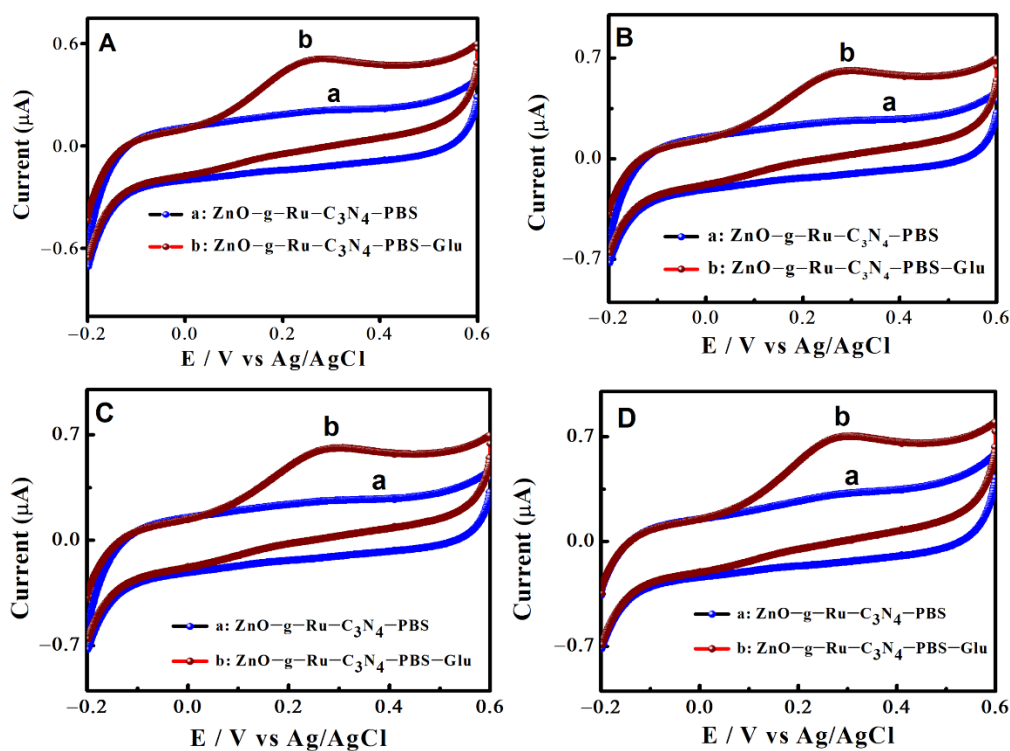 A
b
a
0.6
0.0
−0.6
Current (µA)
a: ZnO−g−Ru−C₃N₄−PBS
b: ZnO−g−Ru−C₃N₄−PBS−Glu
−0.2 0.0 0.2 0.4 0.6
E / V vs Ag/AgCl
B
b
a
0.7
0.0
−0.7
Current (µA)
a: ZnO−g−Ru−C₃N₄−PBS
b: ZnO−g−Ru−C₃N₄−PBS−Glu
−0.2 0.0 0.2 0.4 0.6
E / V vs Ag/AgCl
C
b
a
0.7
0.0
−0.7
Current (µA)
a: ZnO−g−Ru−C₃N₄−PBS
b: ZnO−g−Ru−C₃N₄−PBS−Glu
−0.2 0.0 0.2 0.4 0.6
E / V vs Ag/AgCl
D
b
a
0.7
0.0
−0.7
Current (µA)
a: ZnO−g−Ru−C₃N₄−PBS
b: ZnO−g−Ru−C₃N₄−PBS−Glu
−0.2 0.0 0.2 0.4 0.6
E / V vs Ag/AgCl